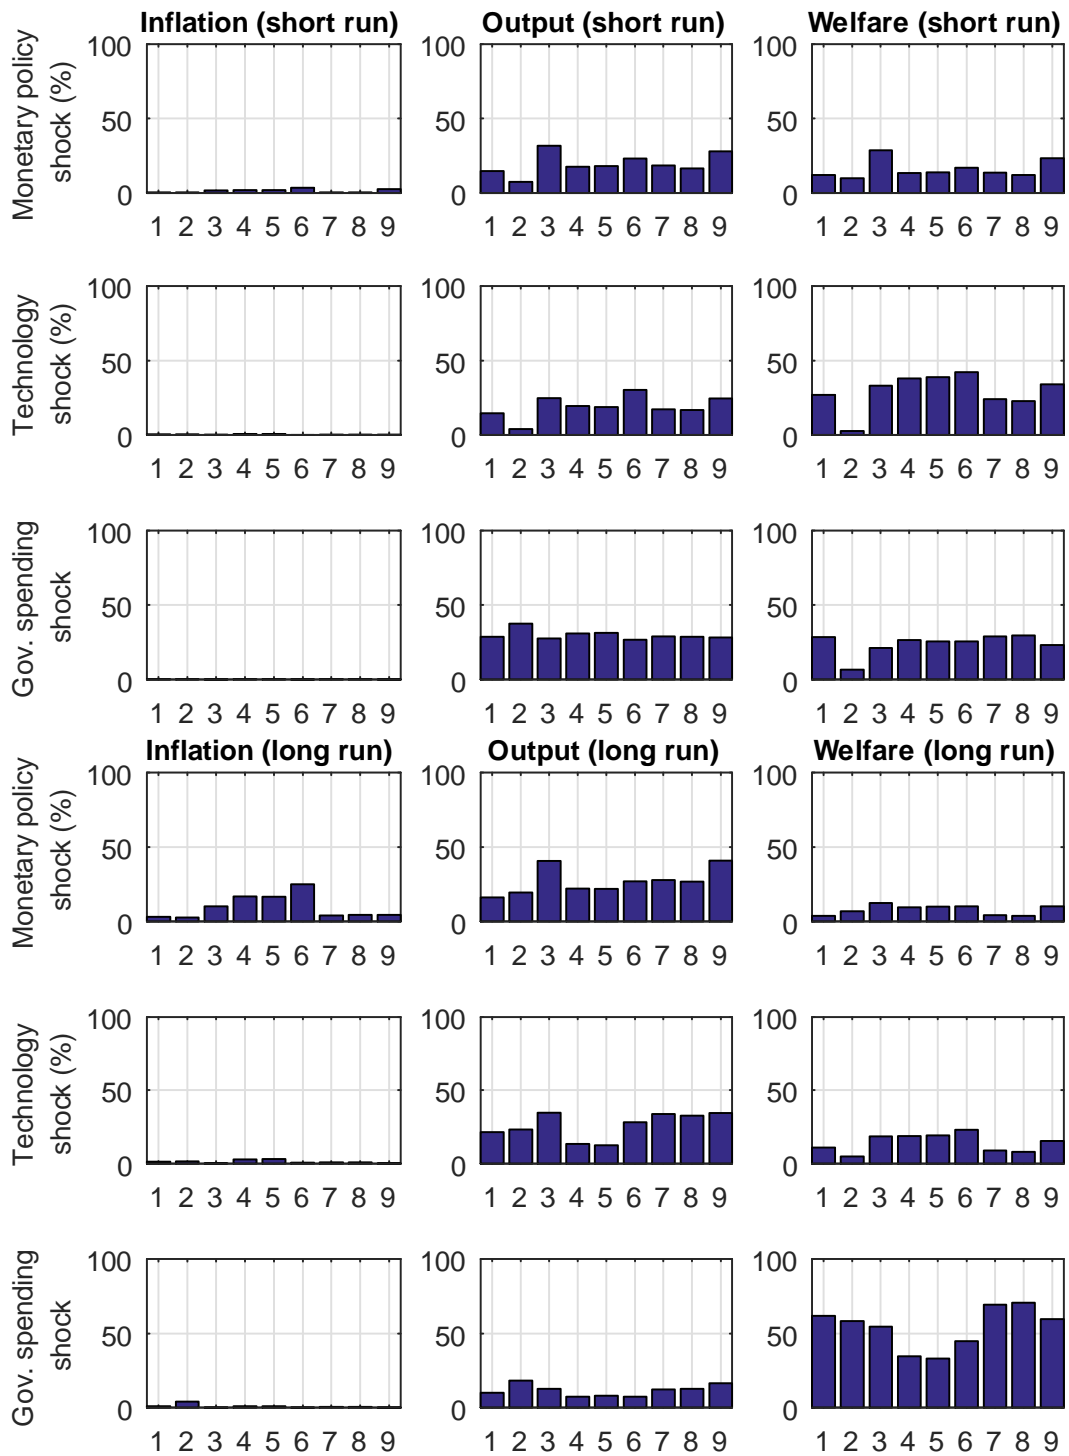 Inflation (short run) Output (short run) Welfare (short run)
Monetary policy
shock (%)
100 100 100
50 50 50
0 0 0
1 2 3 4 5 6 7 8 9 1 2 3 4 5 6 7 8 9 1 2 3 4 5 6 7 8 9
Technology
shock (%)
100 100 100
50 50 50
0 0 0
1 2 3 4 5 6 7 8 9 1 2 3 4 5 6 7 8 9 1 2 3 4 5 6 7 8 9
Gov. spending
shock
100 100 100
50 50 50
0 0 0
1 2 3 4 5 6 7 8 9 1 2 3 4 5 6 7 8 9 1 2 3 4 5 6 7 8 9
Inflation (long run) Output (long run) Welfare (long run)
Monetary policy
shock (%)
100 100 100
50 50 50
0 0 0
1 2 3 4 5 6 7 8 9 1 2 3 4 5 6 7 8 9 1 2 3 4 5 6 7 8 9
Technology
shock (%)
100 100 100
50 50 50
0 0 0
1 2 3 4 5 6 7 8 9 1 2 3 4 5 6 7 8 9 1 2 3 4 5 6 7 8 9
Gov. spending
shock
100 100 100
50 50 50
0 0 0
1 2 3 4 5 6 7 8 9 1 2 3 4 5 6 7 8 9 1 2 3 4 5 6 7 8 9